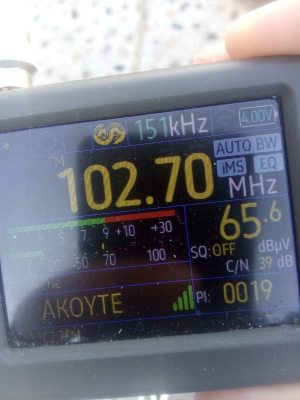 151kHz 4.00V
AUTO BW
iMS EQ
102.70 MHz
65.6 dBµV
9 +10 +30
SQ:OFF
C/N 39 dB
50 70 100
AKOYTE
PI: 0019